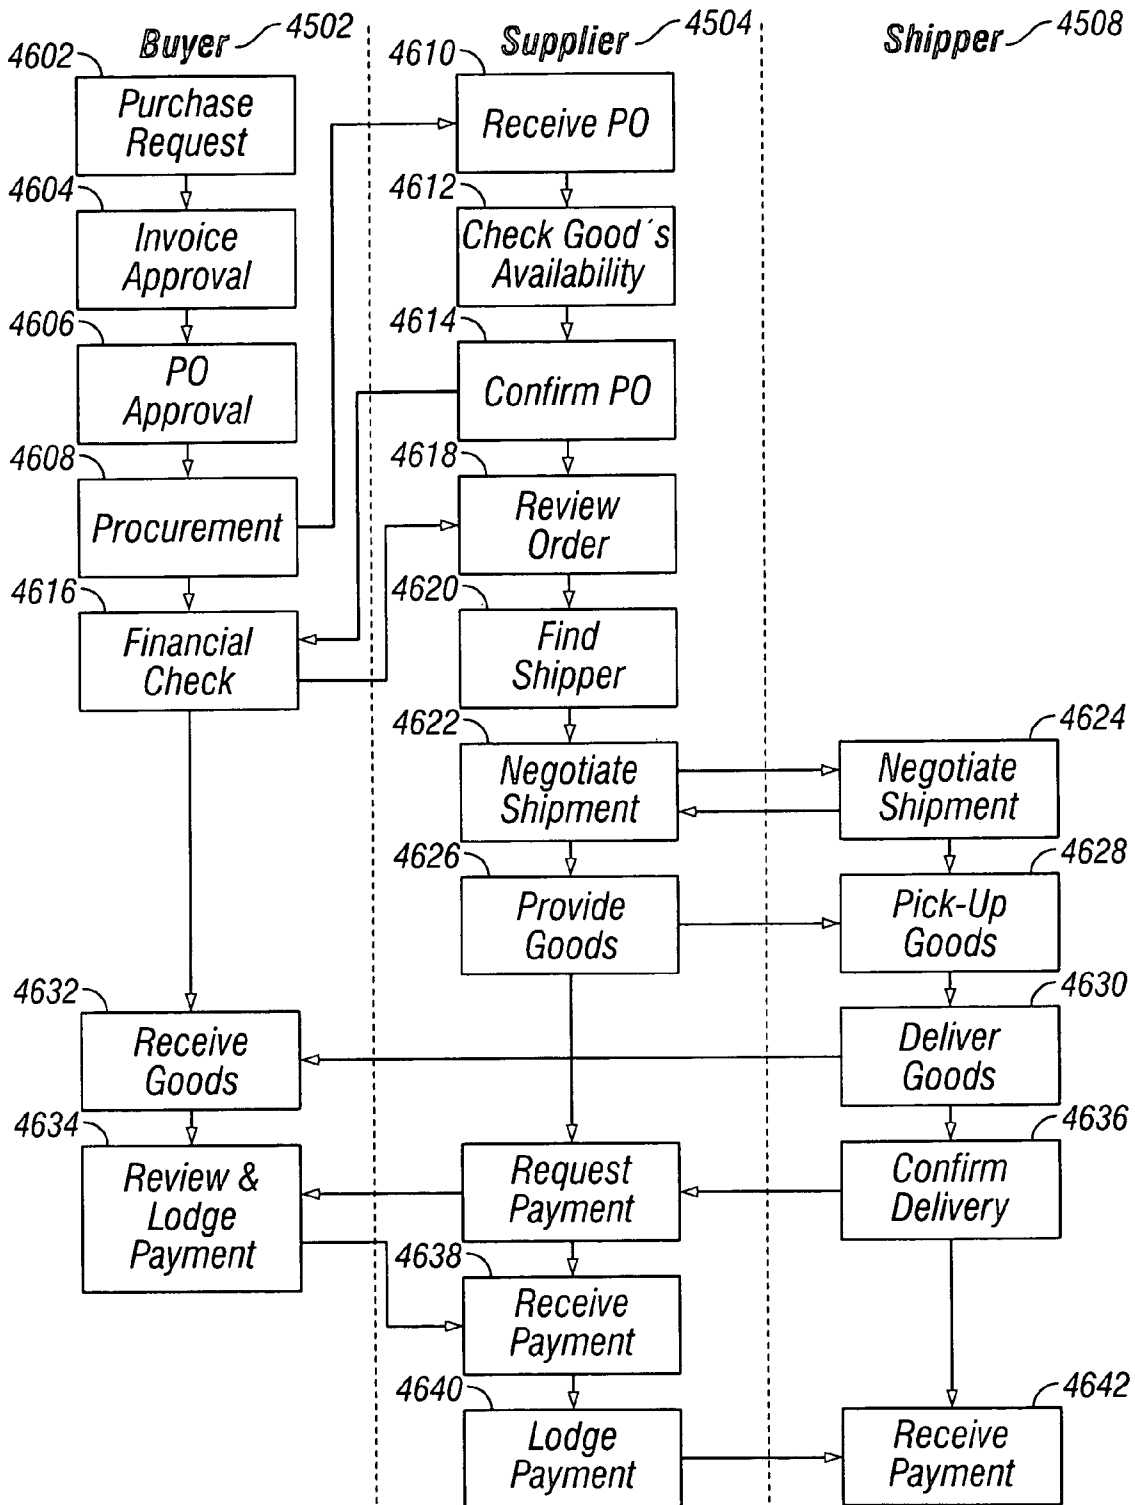 Buyer 4502
Supplier 4504
Shipper 4508
4602
Purchase
Request
4604
Invoice
Approval
4606
PO
Approval
4608
Procurement
4616
Financial
Check
4632
Receive
Goods
4634
Review &
Lodge
Payment
4610
Receive PO
4612
Check Good´s
Availability
4614
Confirm PO
4618
Review
Order
4620
Find
Shipper
4622
Negotiate
Shipment
4626
Provide
Goods
Request
Payment
4638
Receive
Payment
4640
Lodge
Payment
4624
Negotiate
Shipment
4628
Pick-Up
Goods
4630
Deliver
Goods
4636
Confirm
Delivery
4642
Receive
Payment